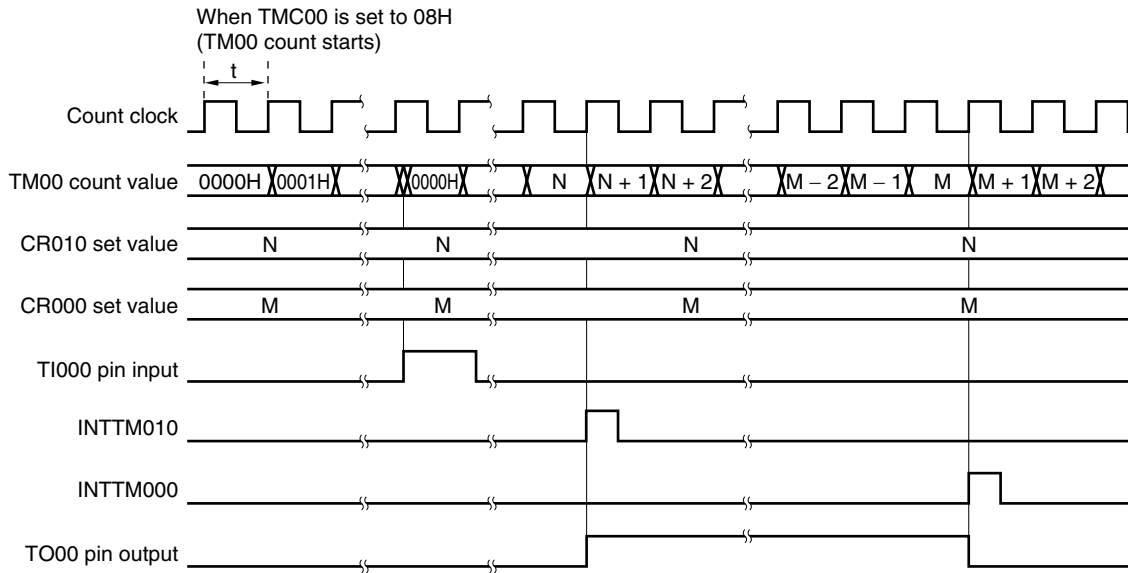 When TMC00 is set to 08H
(TM00 count starts)
t
Count clock
TM00 count value 0000H 0001H 0000H N N + 1 N + 2 M − 2 M − 1 M M + 1 M + 2
CR010 set value N N N N
CR000 set value M M M M
TI000 pin input
INTTM010
INTTM000
TO00 pin output